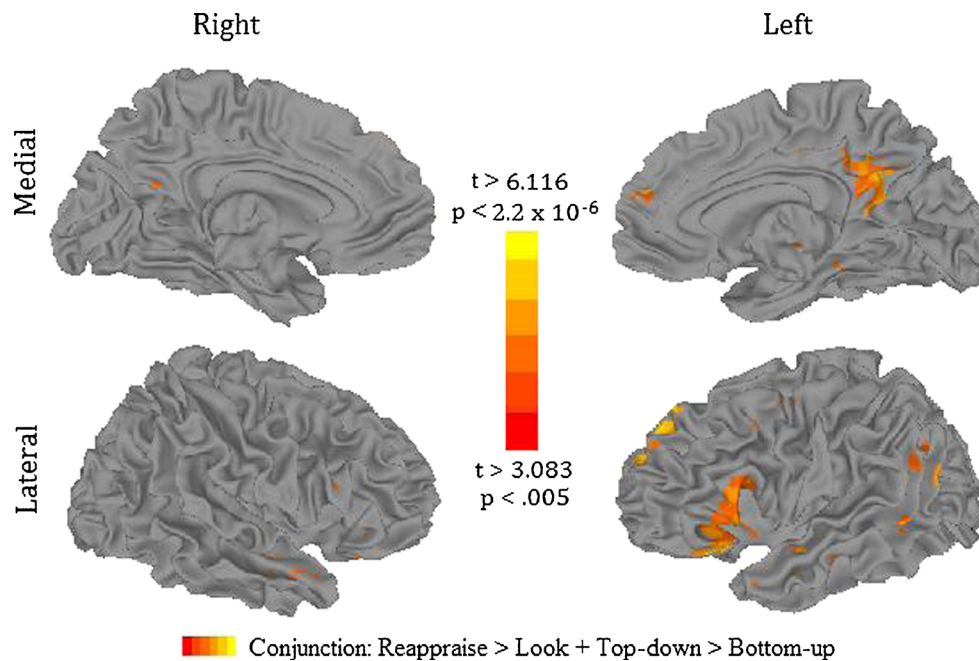 Right
Left
Medial
t > 6.116
p < 2.2 x 10⁻⁶
Lateral
t > 3.083
p < .005
Conjunction: Reappraise > Look + Top-down > Bottom-up